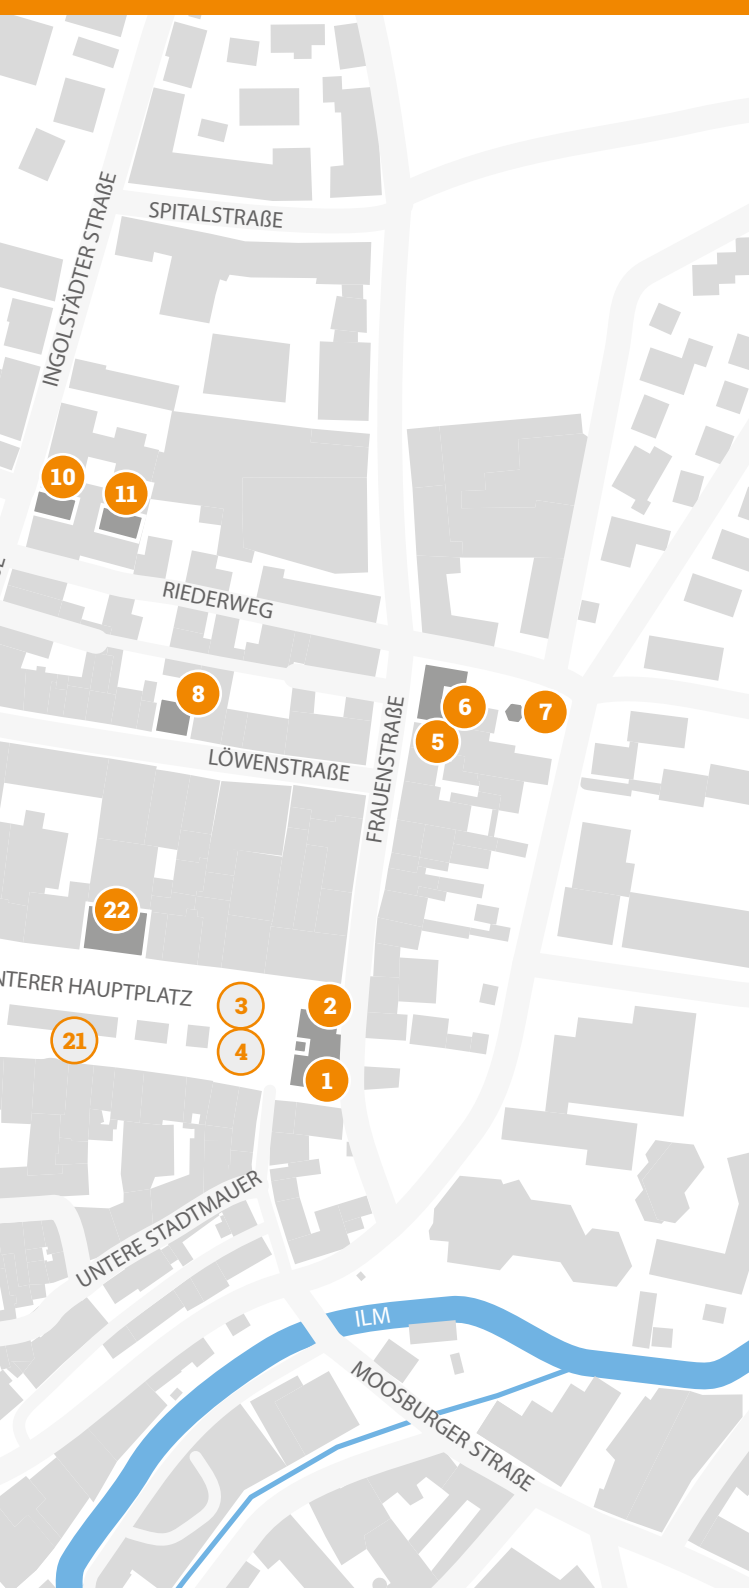 SPITALSTRAßE
INGOLSTÄDTER STRAßE
10
11
RIEDERWEG
8
6
7
5
FRAUENSTRAßE
LÖWENSTRAßE
22
NTERER HAUPTPLATZ
3
2
21
4
1
UNTERE STADTMAUER
ILM
MOOSBURGER STRAßE